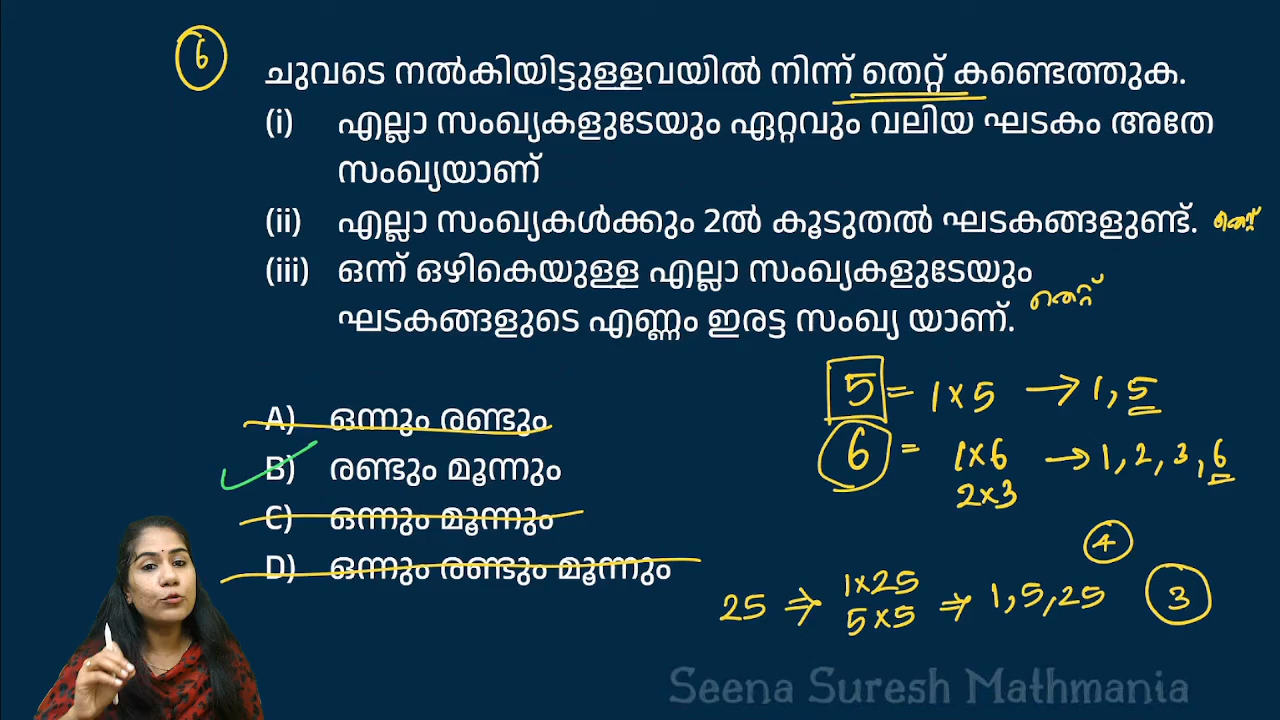 6
ചുവടെ നൽകിയിട്ടുള്ളവയിൽ നിന്ന് തെറ്റ് കണ്ടെത്തുക.
(i) എല്ലാ സംഖ്യകളുടേയും ഏറ്റവും വലിയ ഘടകം അതേ
സംഖ്യയാണ്
(ii) എല്ലാ സംഖ്യകൾക്കും 2ൽ കൂടുതൽ ഘടകങ്ങളുണ്ട്. തെറ്റ്
(iii) ഒന്ന് ഒഴികെയുള്ള എല്ലാ സംഖ്യകളുടേയും
ഘടകങ്ങളുടെ എണ്ണം ഇരട്ട സംഖ്യ യാണ്. തെറ്റ്
A) ഒന്നും രണ്ടും
B) രണ്ടും മൂന്നും
C) ഒന്നും മൂന്നും
D) ഒന്നും രണ്ടും മൂന്നും
5 = 1×5 → 1, 5
6 = 1×6 → 1, 2, 3, 6
2×3
4
25 ⇒ 1×25
5×5 ⇒ 1, 5, 25 3
Seena Suresh Mathmania